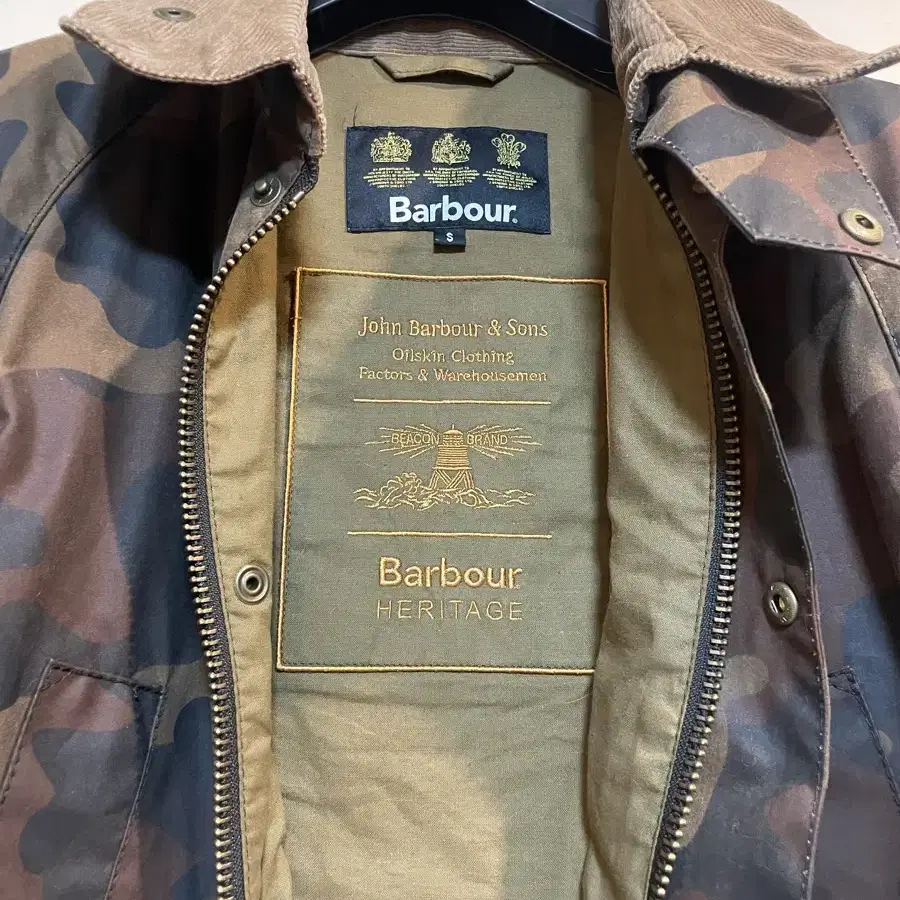 Barbour
S
John Barbour & Sons
Oilskin Clothing
Factors & Warehousemen
BEACON BRAND
Barbour
HERITAGE